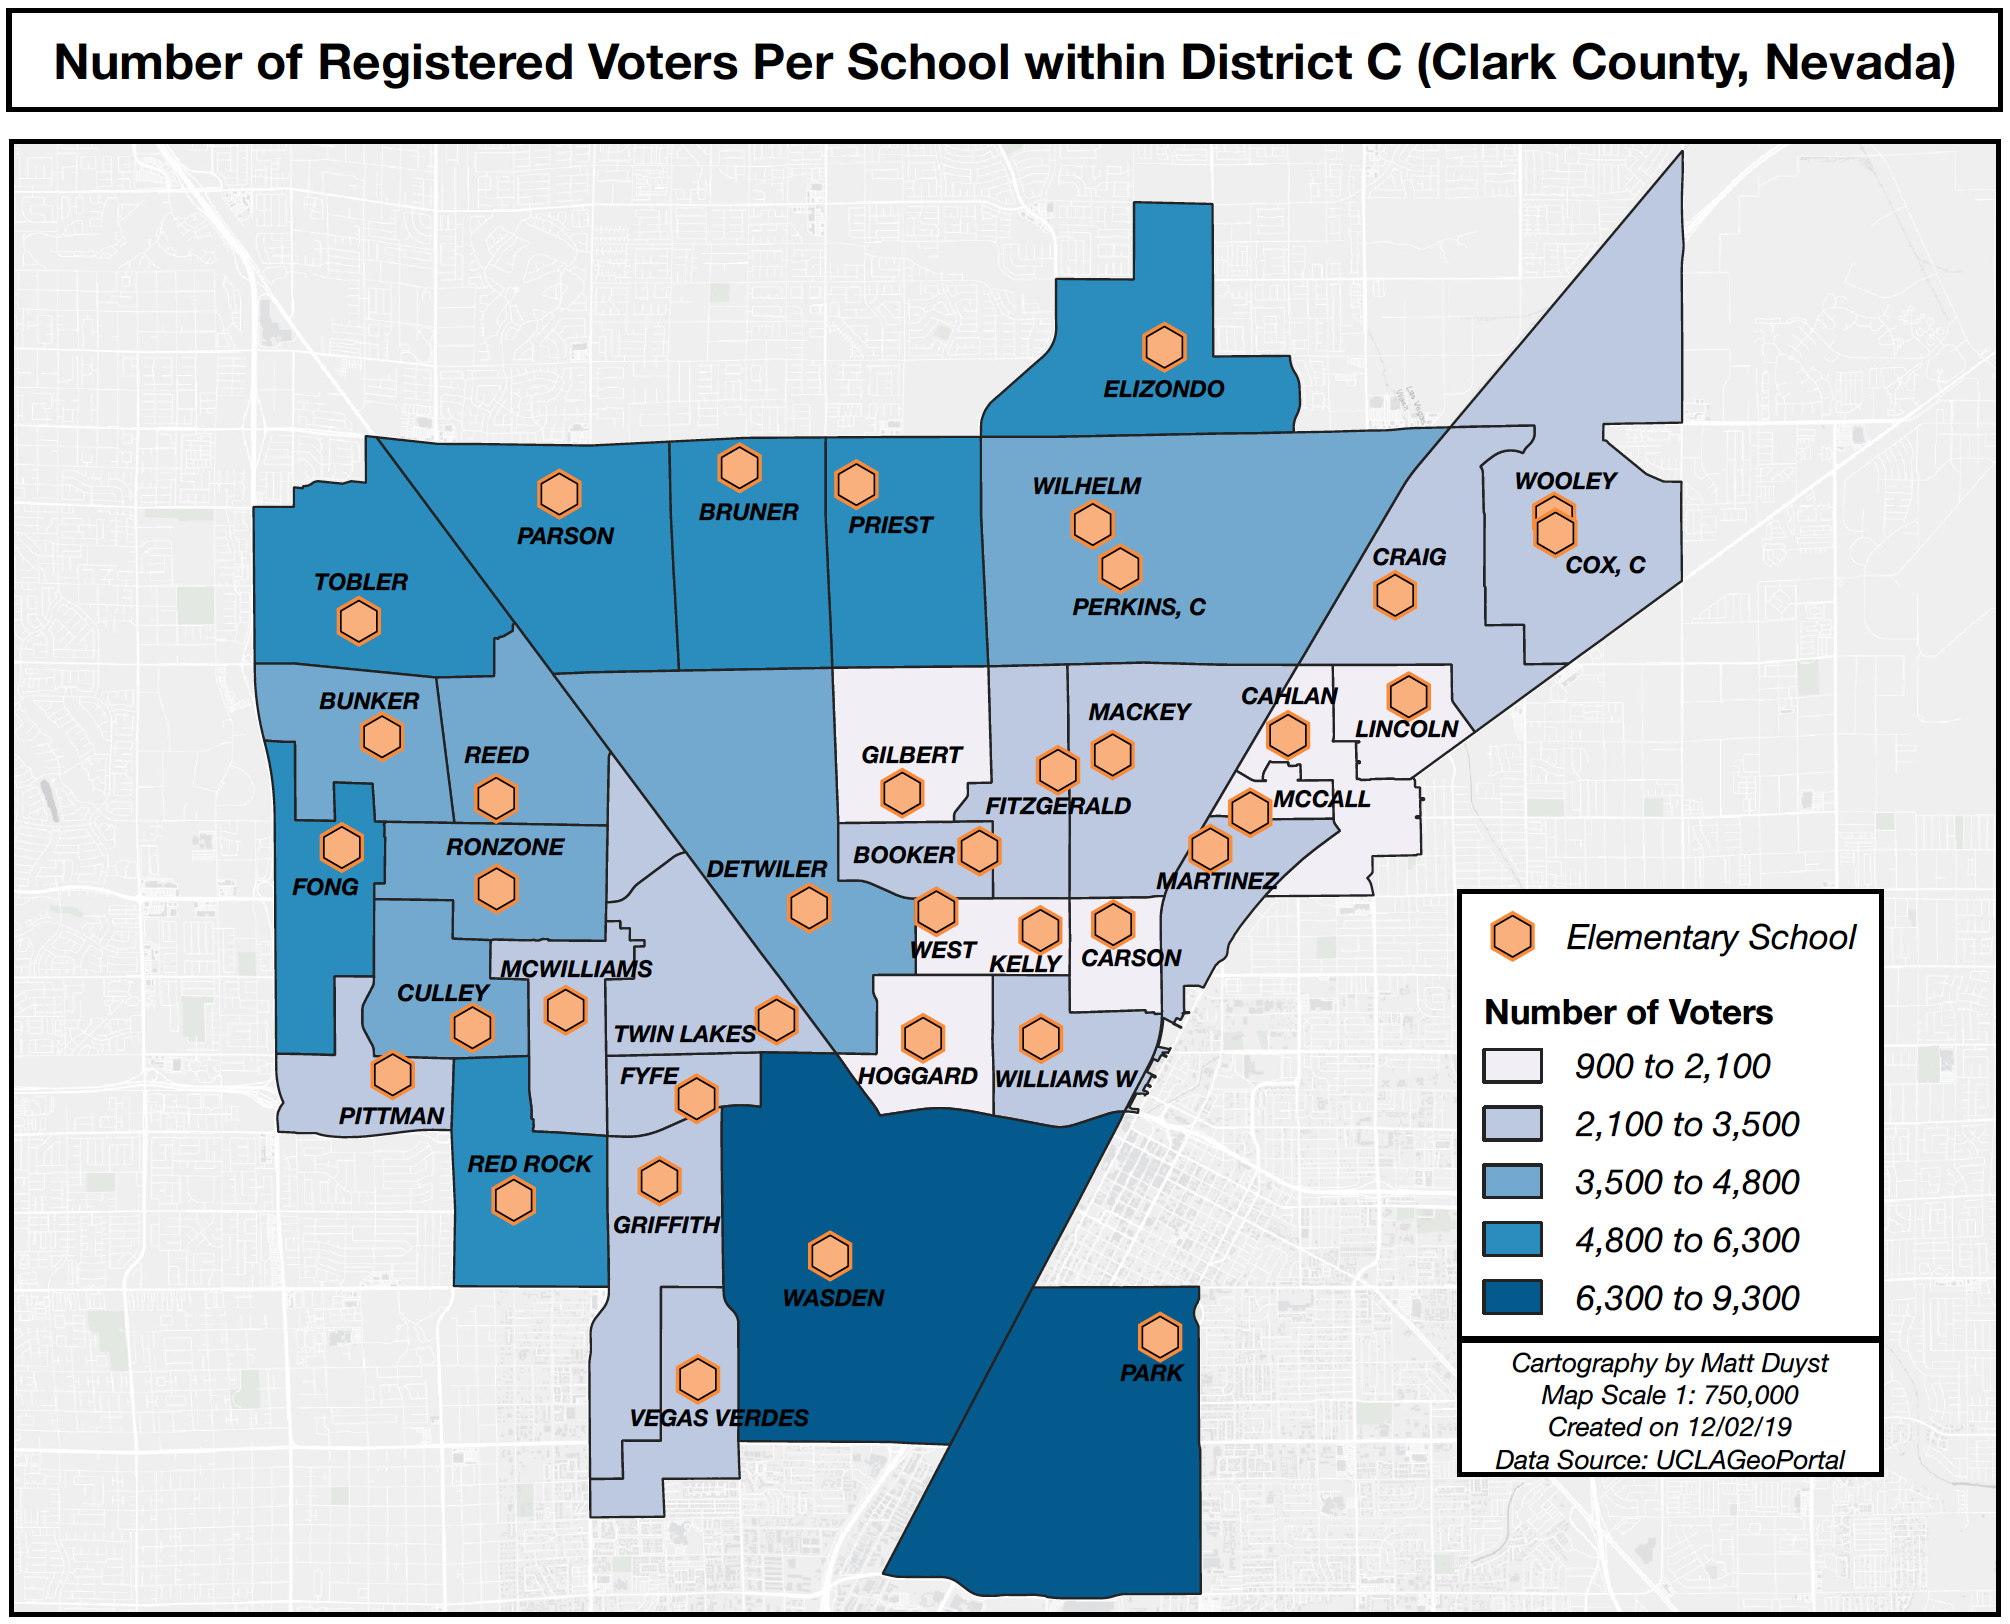 Number of Registered Voters Per School within District C (Clark County, Nevada)
ELIZONDO
WILHELM
PERKINS, C
WOOLEY
COX, C
CRAIG
PARSON
BRUNER
PRIEST
TOBLER
BUNKER
REED
GILBERT
MACKEY
FITZGERALD
CAHLAN
LINCOLN
MCCALL
MARTINEZ
FONG
RONZONE
DETWILER
BOOKER
WEST
KELLY
CARSON
CULLEY
MCWILLIAMS
TWIN LAKES
PITTMAN
FYFE
HOGGARD
WILLIAMS W
RED ROCK
GRIFFITH
WASDEN
VEGAS VERDES
PARK
Elementary School
Number of Voters
900 to 2,100
2,100 to 3,500
3,500 to 4,800
4,800 to 6,300
6,300 to 9,300
Cartography by Matt Duyst
Map Scale 1: 750,000
Created on 12/02/19
Data Source: UCLAGeoPortal